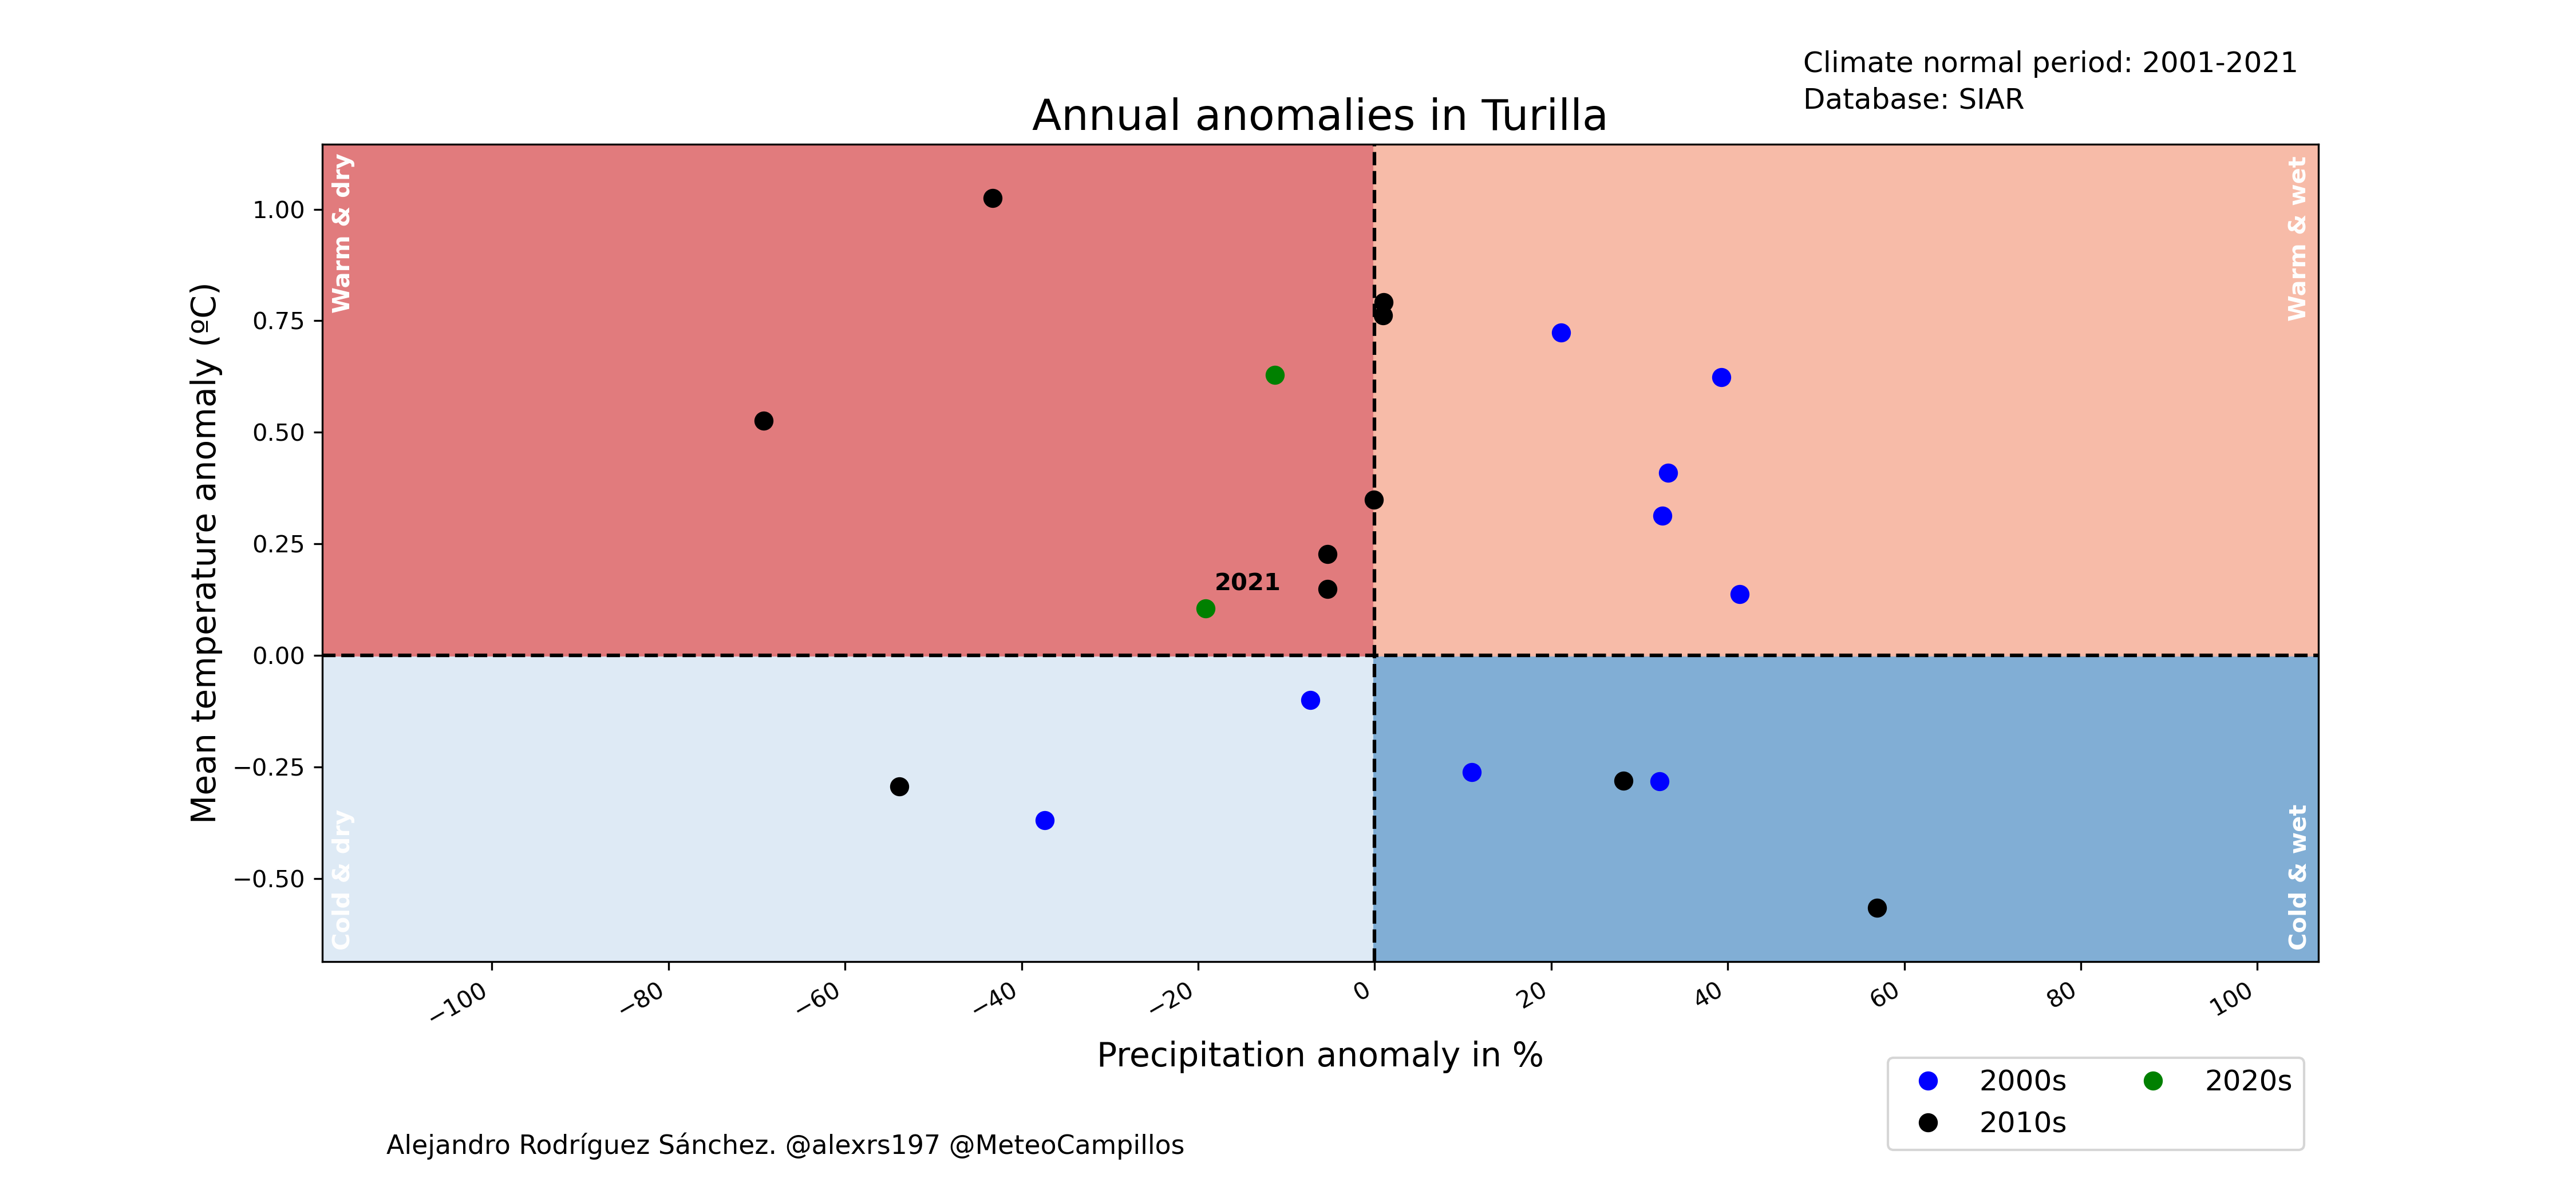 Climate normal period: 2001-2021
Database: SIAR
Annual anomalies in Turilla
Warm & dry
Warm & wet
Mean temperature anomaly (ºC)
1.00
0.75
0.50
0.25
0.00
−0.25
−0.50
2021
Cold & dry
Cold & wet
−100
−80
−60
−40
−20
0
20
40
60
80
100
Precipitation anomaly in %
2000s
2010s
2020s
Alejandro Rodríguez Sánchez. @alexrs197 @MeteoCampillos